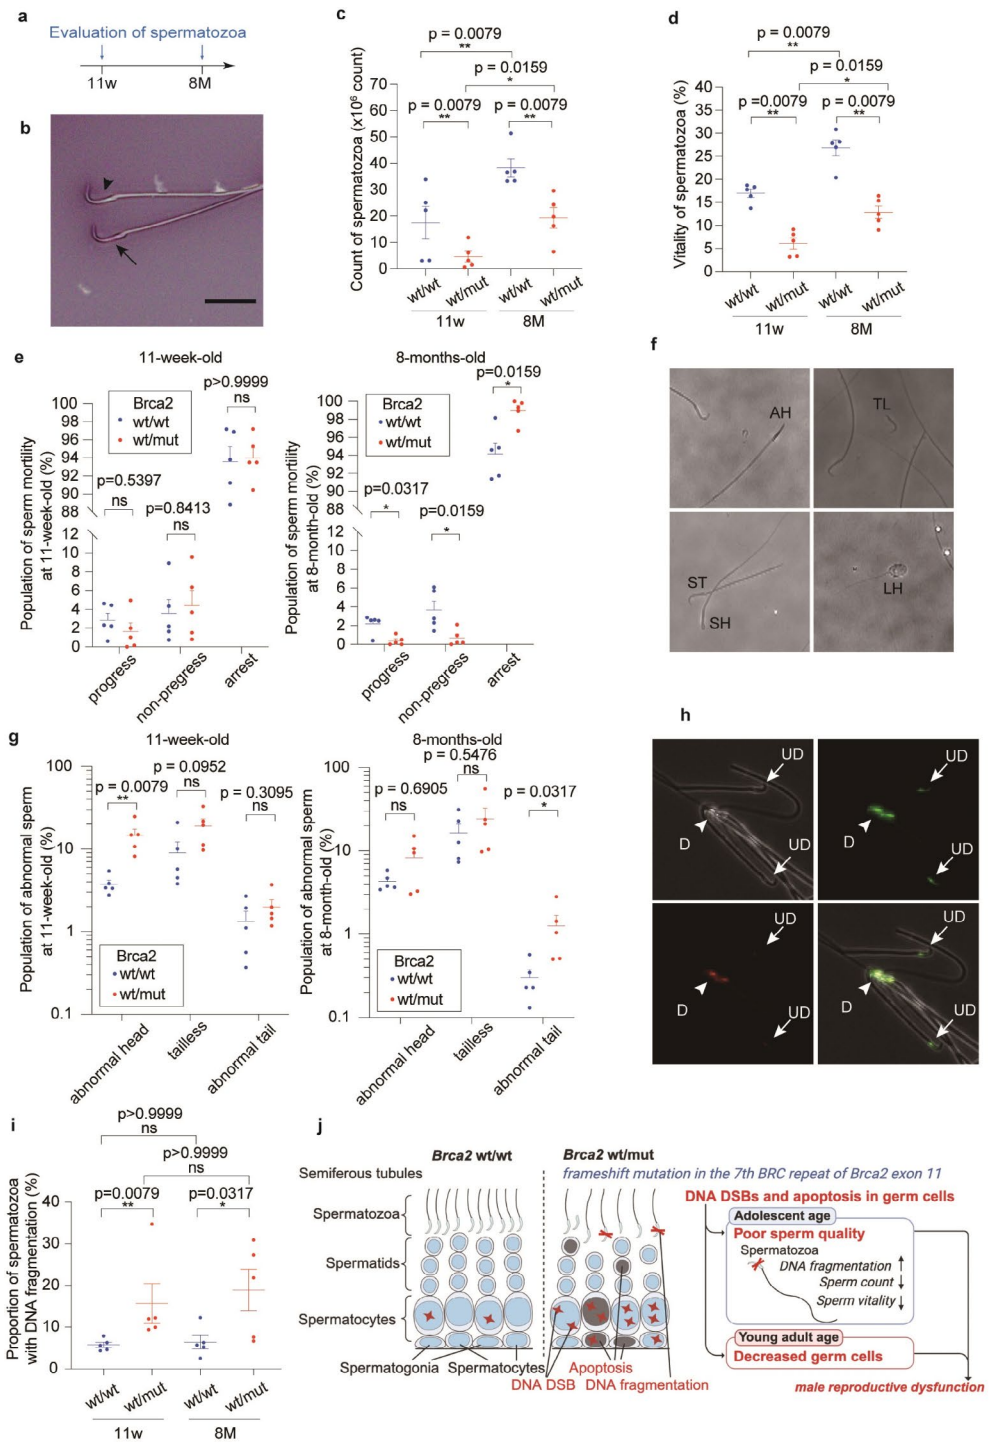 a
Evaluation of spermatozoa
11w
8M
b
c
p = 0.0079
**
p = 0.0159
*
p = 0.0079
p = 0.0079
**
**
Count of spermatozoa (x10⁶ count)
70
60
50
40
30
20
10
0
wt/wt
wt/mut
wt/wt
wt/mut
11w
8M
d
p = 0.0079
**
p = 0.0159
*
p =0.0079
p = 0.0079
**
**
Vitality of spermatozoa (%)
40
35
30
25
20
15
10
5
0
wt/wt
wt/mut
wt/wt
wt/mut
11w
8M
e
11-week-old
p>0.9999
ns
Brca2
wt/wt
wt/mut
p=0.5397
ns
p=0.8413
ns
Population of sperm mortility
at 11-week-old (%)
100
98
96
94
92
90
88
12
8
6
4
2
0
progress
non-pregress
arrest
8-months-old
p=0.0159
*
Brca2
wt/wt
wt/mut
p=0.0317
*
p=0.0159
*
Population of sperm mortility
at 8-month-old (%)
100
98
96
94
92
90
88
12
8
6
4
2
0
progress
non-pregress
arrest
f
AH
TL
ST
SH
LH
g
11-week-old
p = 0.0952
ns
p = 0.0079
**
p = 0.3095
ns
Population of abnormal sperm
at 11-week-old (%)
100
10
1
0.1
Brca2
wt/wt
wt/mut
abnormal head
tailless
abnormal tail
8-months-old
p = 0.5476
ns
p = 0.6905
ns
p = 0.0317
*
Population of abnormal sperm
at 8-month-old (%)
100
10
1
0.1
Brca2
wt/wt
wt/mut
abnormal head
tailless
abnormal tail
h
UD
D
UD
UD
D
UD
UD
D
UD
UD
D
UD
i
p>0.9999
ns
p>0.9999
ns
p=0.0079
**
p=0.0317
*
Proportion of spermatozoa
with DNA fragmentation (%)
40
30
20
10
0
wt/wt
wt/mut
wt/wt
wt/mut
11w
8M
j
Brca2 wt/wt
Brca2 wt/mut
Semiferous tubules
frameshift mutation in the 7th BRC repeat of Brca2 exon 11
Spermatozoa
Spermatids
Spermatocytes
Spermatogonia
Spermatocytes
Apoptosis
DNA DSB
DNA fragmentation
DNA DSBs and apoptosis in germ cells
Adolescent age
Poor sperm quality
Spermatozoa
DNA fragmentation ↑
Sperm count ↓
Sperm vitality ↓
Young adult age
Decreased germ cells
male reproductive dysfunction